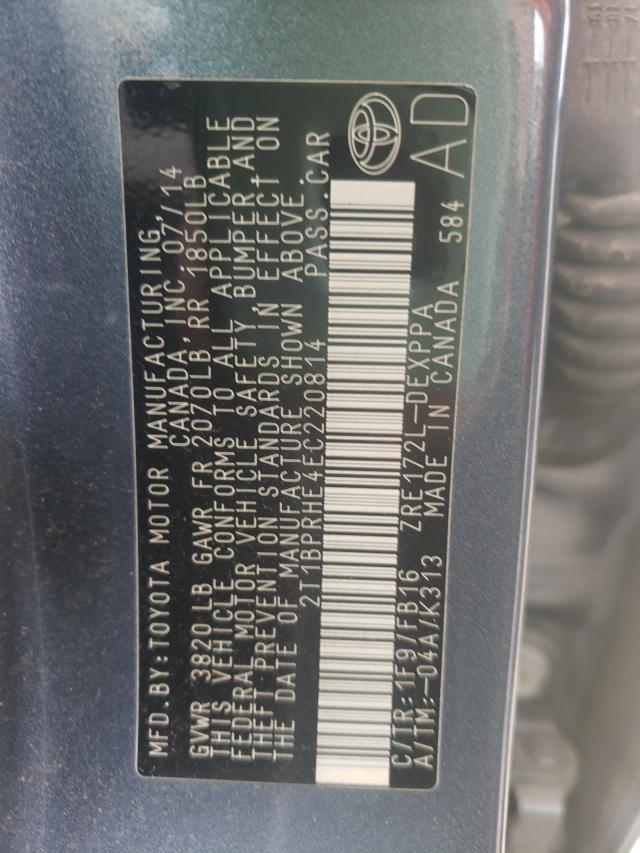 MFD.BY:TOYOTA MOTOR MANUFACTURING,
CANADA,INC 07/14
GVWR 3820 LB GAWR FR 2070LB RR 1850LB
THIS VEHICLE CONFORMS TO ALL APPLICABLE
FEDERAL MOTOR VEHICLE SAFETY BUMPER AND
THEFT PREVENTION STANDARDS IN EFFECT ON
THE DATE OF MANUFACTURE SHOWN ABOVE.
2T1BPRHE4EC220814 PASS.CAR
C/TR:1F9/FB16 ZRE172L-DEXPPA
A/TM:-04A/K313 MADE IN CANADA 584
AD